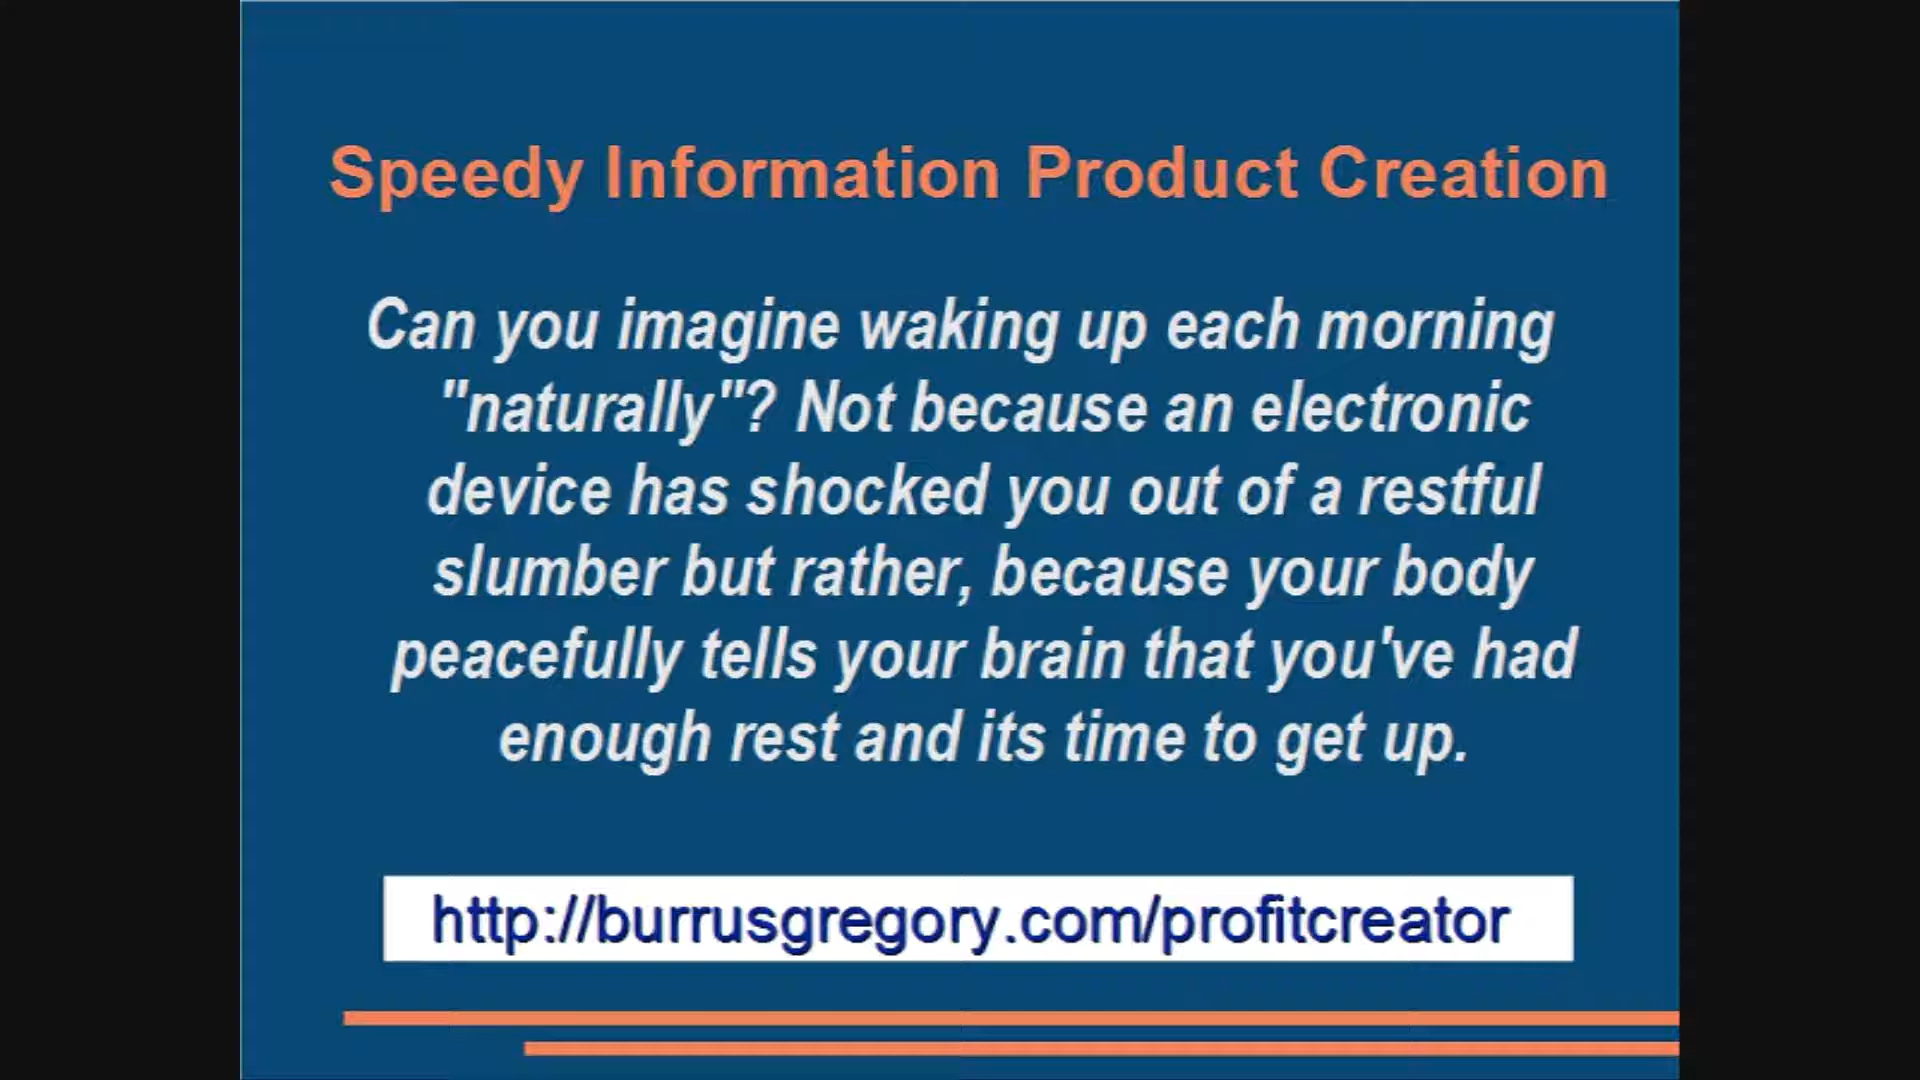 Speedy Information Product Creation
Can you imagine waking up each morning
"naturally"? Not because an electronic
device has shocked you out of a restful
slumber but rather, because your body
peacefully tells your brain that you've had
enough rest and its time to get up.
http://burrusgregory.com/profitcreator